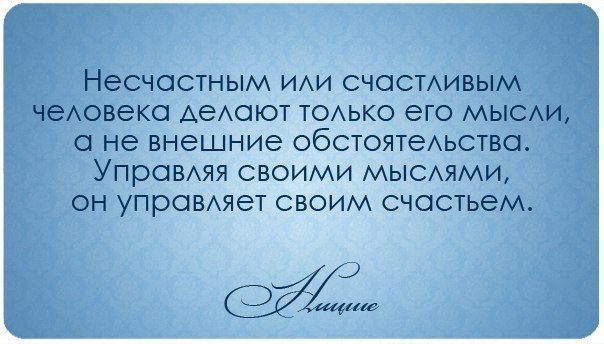 Несчастным или счастливым
человека делают только его мысли,
а не внешние обстоятельства.
Управляя своими мыслями,
он управляет своим счастьем.
Ницше